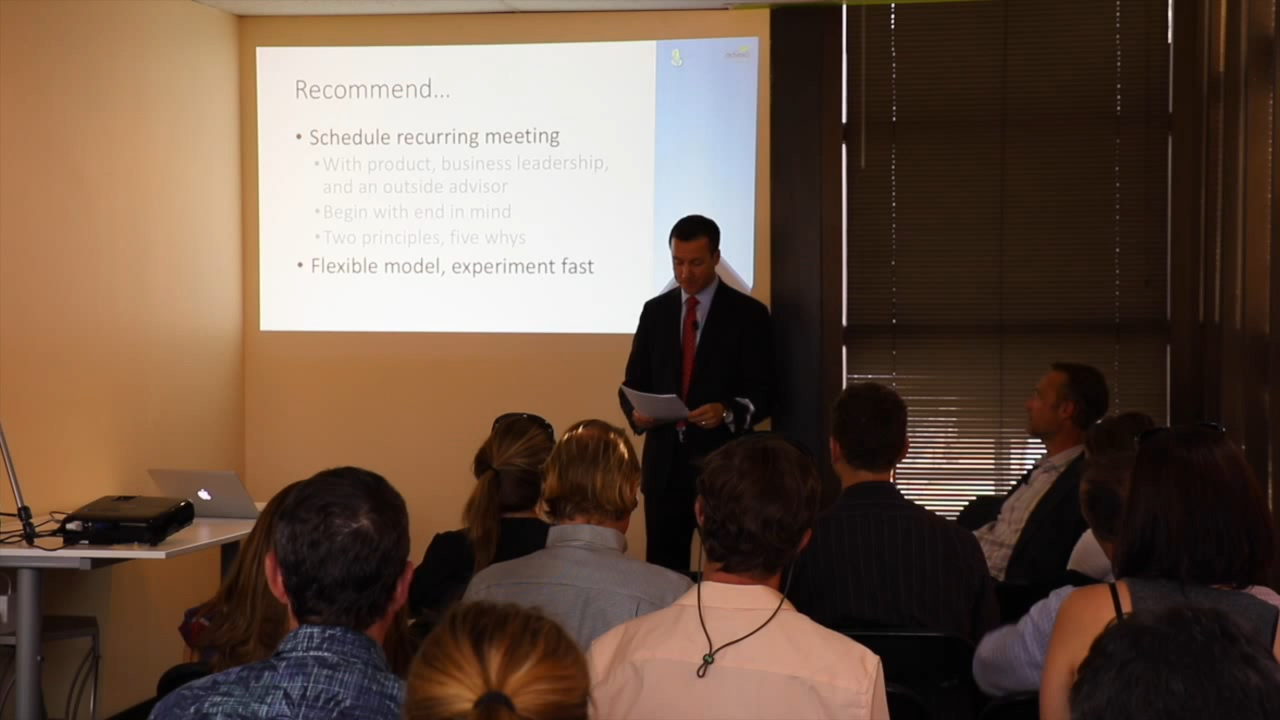 Recommend...
• Schedule recurring meeting
•With product, business leadership,
and an outside advisor
•Begin with end in mind
•Two principles, five whys
• Flexible model, experiment fast